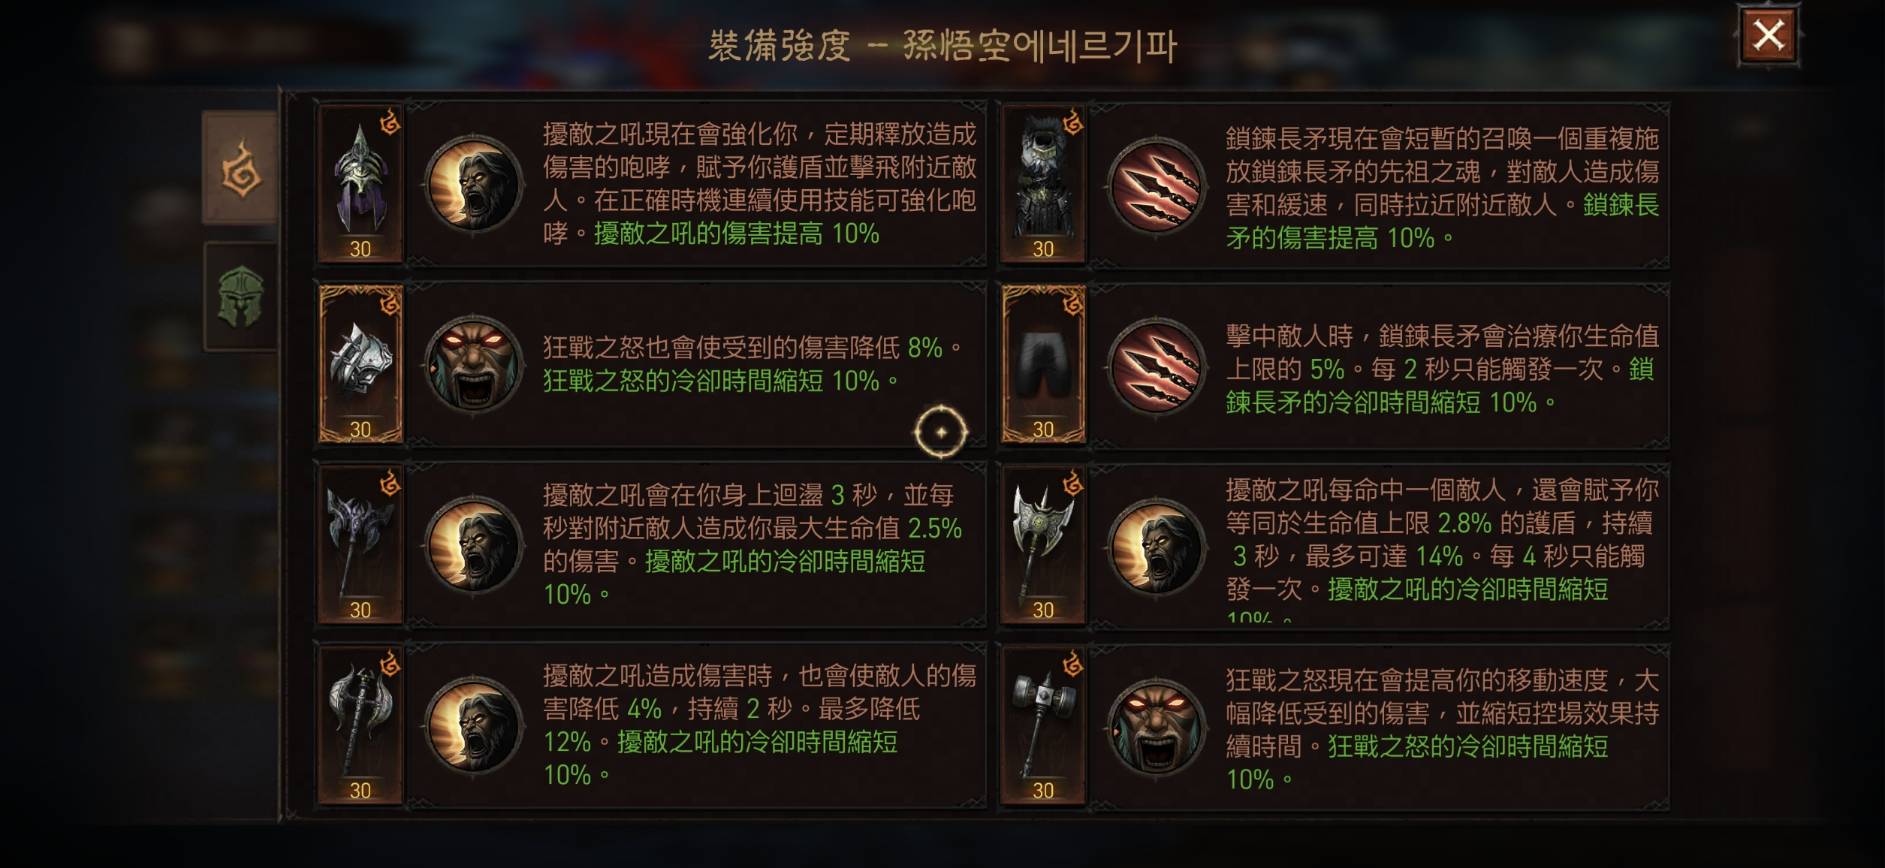 裝備強度 – 孫悟空에네르기파
擾敵之吼現在會強化你，定期釋放造成
傷害的咆哮，賦予你護盾並擊飛附近敵
人。在正確時機連續使用技能可強化咆
哮。擾敵之吼的傷害提高 10%
30
鎖鍊長矛現在會短暫的召喚一個重複施
放鎖鍊長矛的先祖之魂，對敵人造成傷
害和緩速，同時拉近附近敵人。鎖鍊長
矛的傷害提高 10%。
30
狂戰之怒也會使受到的傷害降低 8%。
狂戰之怒的冷卻時間縮短 10%。
30
擊中敵人時，鎖鍊長矛會治療你生命值
上限的 5%。每 2 秒只能觸發一次。鎖
鍊長矛的冷卻時間縮短 10%。
30
擾敵之吼會在你身上迴盪 3 秒，並每
秒對附近敵人造成你最大生命值 2.5%
的傷害。擾敵之吼的冷卻時間縮短
10%。
30
擾敵之吼每命中一個敵人，還會賦予你
等同於生命值上限 2.8% 的護盾，持續
3 秒，最多可達 14%。每 4 秒只能觸
發一次。擾敵之吼的冷卻時間縮短
10%。
30
擾敵之吼造成傷害時，也會使敵人的傷
害降低 4%，持續 2 秒。最多降低
12%。擾敵之吼的冷卻時間縮短
10%。
30
狂戰之怒現在會提高你的移動速度，大
幅降低受到的傷害，並縮短控場效果持
續時間。狂戰之怒的冷卻時間縮短
10%。
30